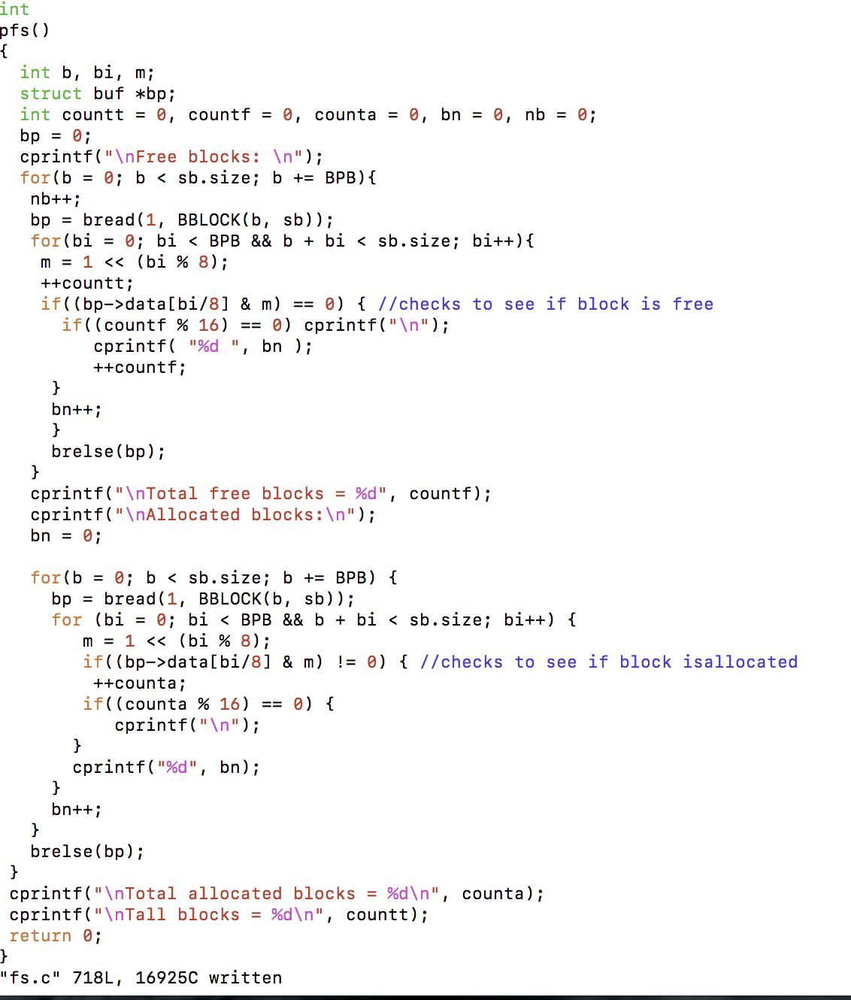 int
pfs()
{
  int b, bi, m;
  struct buf *bp;
  int countt = 0, countf = 0, counta = 0, bn = 0, nb = 0;
  bp = 0;
  cprintf("\nFree blocks: \n");
  for(b = 0; b < sb.size; b += BPB){
   nb++;
   bp = bread(1, BBLOCK(b, sb));
   for(bi = 0; bi < BPB && b + bi < sb.size; bi++){
    m = 1 << (bi % 8);
    ++countt;
    if((bp->data[bi/8] & m) == 0) { //checks to see if block is free
      if((countf % 16) == 0) cprintf("\n");
         cprintf( "%d ", bn );
         ++countf;
     }
     bn++;
     }
     brelse(bp);
   }
   cprintf("\nTotal free blocks = %d", countf);
   cprintf("\nAllocated blocks:\n");
   bn = 0;

   for(b = 0; b < sb.size; b += BPB) {
     bp = bread(1, BBLOCK(b, sb));
     for (bi = 0; bi < BPB && b + bi < sb.size; bi++) {
        m = 1 << (bi % 8);
        if((bp->data[bi/8] & m) != 0) { //checks to see if block isallocated
         ++counta;
        if((counta % 16) == 0) {
           cprintf("\n");
       }
       cprintf("%d", bn);
     }
     bn++;
   }
   brelse(bp);
 }
 cprintf("\nTotal allocated blocks = %d\n", counta);
 cprintf("\nTall blocks = %d\n", countt);
 return 0;
}
"fs.c" 718L, 16925C written